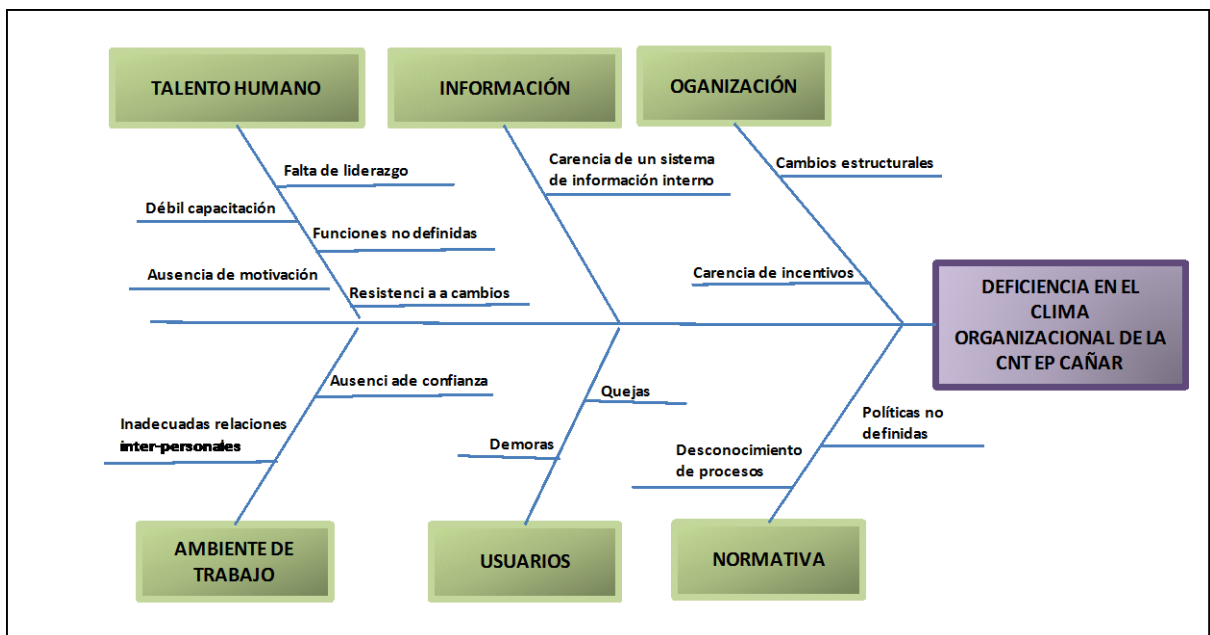 TALENTO HUMANO
INFORMACIÓN
OGANIZACIÓN
Falta de liderazgo
Débil capacitación
Funciones no definidas
Ausencia de motivación
Resistenci a a cambios
Carencia de un sistema
de información interno
Cambios estructurales
Carencia de incentivos
DEFICIENCIA EN EL
CLIMA
ORGANIZACIONAL DE LA
CNT EP CAÑAR
Ausenci ade confianza
Inadecuadas relaciones
inter-personales
Quejas
Demoras
Políticas no
definidas
Desconocimiento
de procesos
AMBIENTE DE
TRABAJO
USUARIOS
NORMATIVA